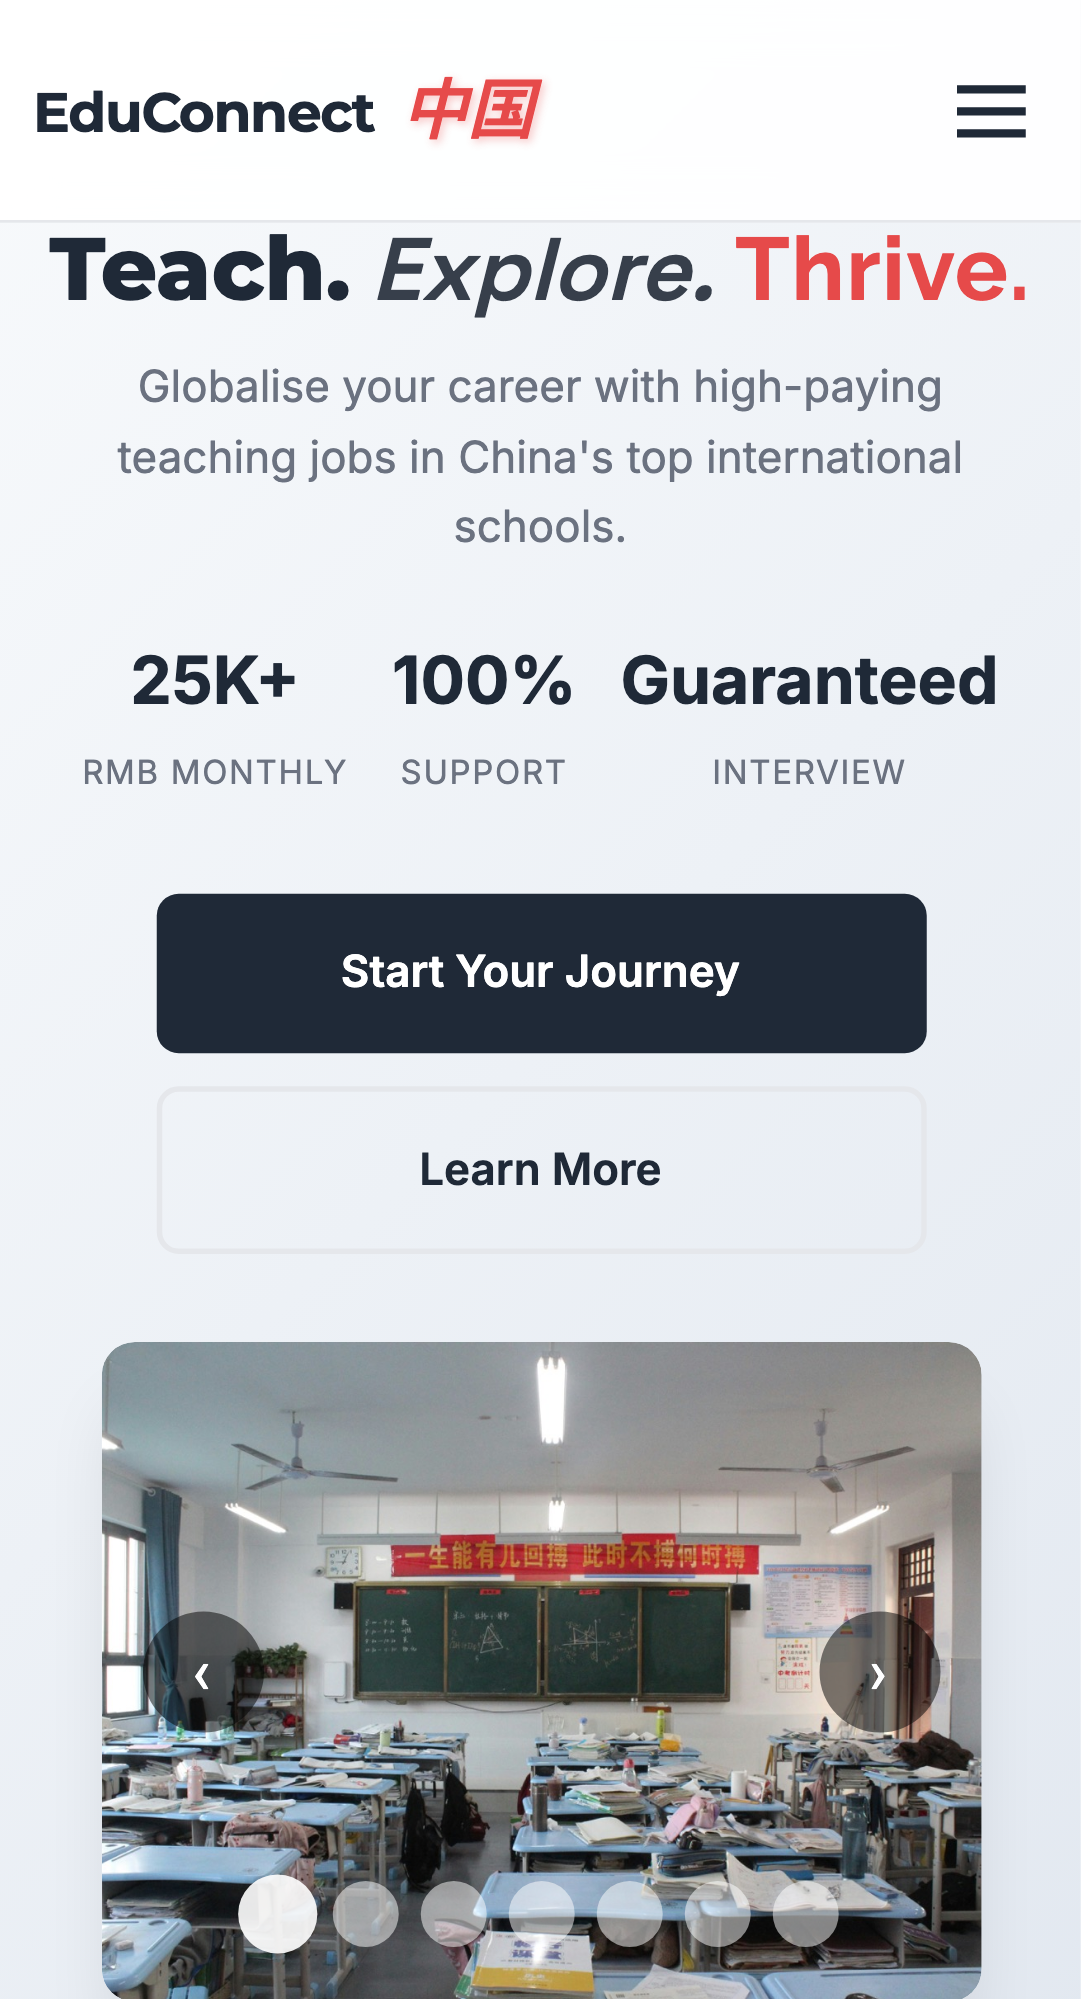 EduConnect 中国
Teach. Explore. Thrive.
Globalise your career with high-paying
teaching jobs in China's top international
schools.
25K+ 100% Guaranteed
RMB MONTHLY SUPPORT INTERVIEW
Start Your Journey
Learn More
一生能有几回搏 此时不搏何时搏
‹ ›